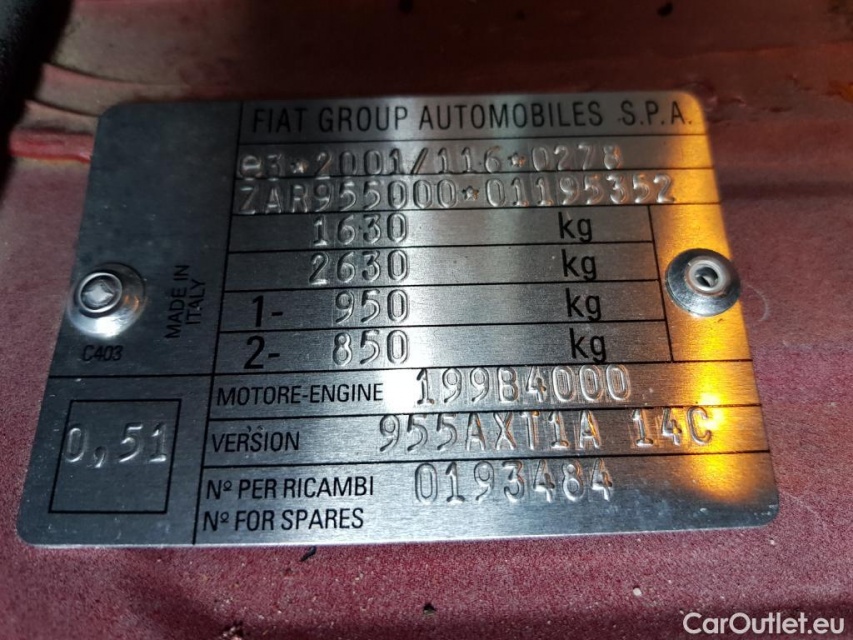 FIAT GROUP AUTOMOBILES S.P.A.
e3*2001/116*0278
ZAR955000*01195352
1630 kg
2630 kg
1- 950 kg
2- 850 kg
MADE IN
ITALY
C403
MOTORE-ENGINE 199B4000
0,51
VERSION 955AXT1A 14C
Nº PER RICAMBI 0193484
Nº FOR SPARES
CarOutlet.eu